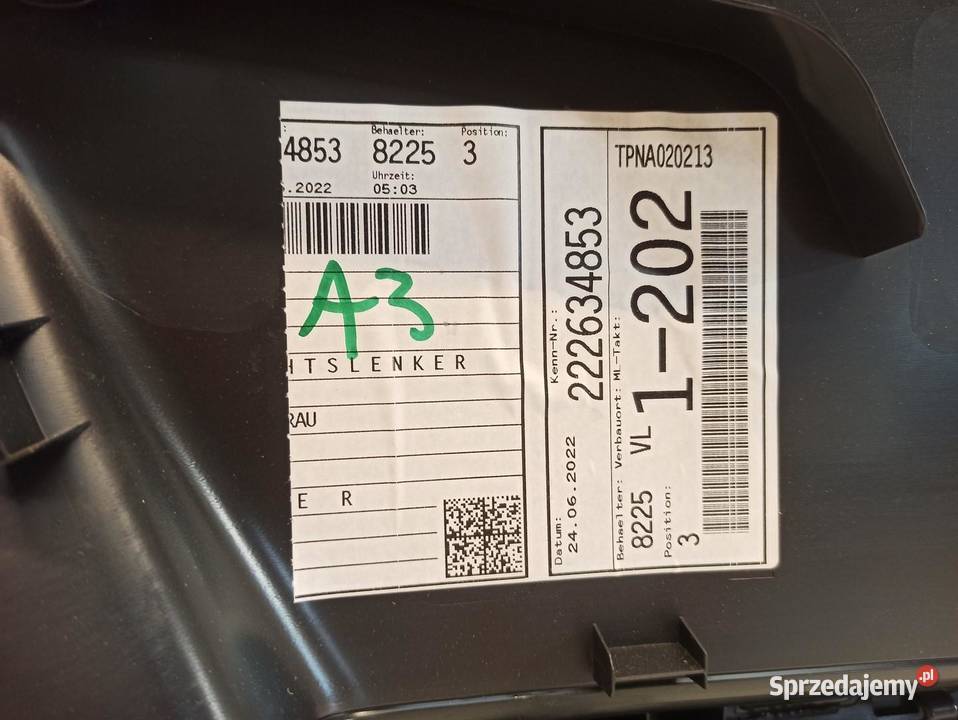 Behaelter:
Position:
4853 8225 3
Uhrzeit:
.2022 05:03
A3
HTSLENKER
RAU
ER
TPNA020213
Kenn-Nr.:
222634853
Datum:
24.06.2022
Behaelter: Verbauort: ML-Takt:
8225 VL 1-202
Position:
3
Sprzedajemy.pl